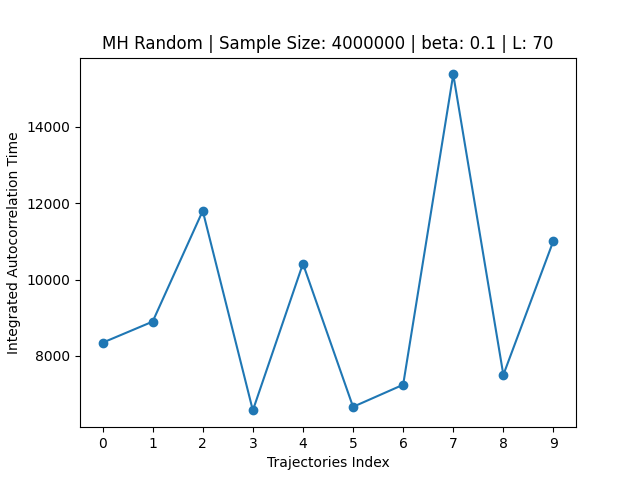 MH Random | Sample Size: 4000000 | beta: 0.1 | L: 70
Integrated Autocorrelation Time
14000
12000
10000
8000
0 1 2 3 4 5 6 7 8 9
Trajectories Index